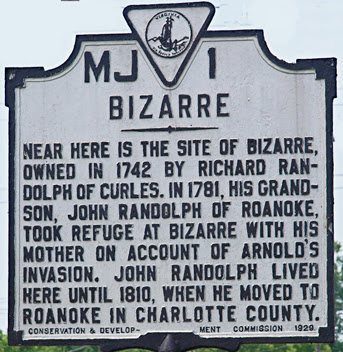 VIRGINIA
MJ 1
BIZARRE
NEAR HERE IS THE SITE OF BIZARRE,
OWNED IN 1742 BY RICHARD RAN-
DOLPH OF CURLES. IN 1781, HIS GRAND-
SON, JOHN RANDOLPH OF ROANOKE,
TOOK REFUGE AT BIZARRE WITH HIS
MOTHER ON ACCOUNT OF ARNOLD'S
INVASION. JOHN RANDOLPH LIVED
HERE UNTIL 1810, WHEN HE MOVED TO
ROANOKE IN CHARLOTTE COUNTY.
CONSERVATION & DEVELOP- MENT COMMISSION 1929